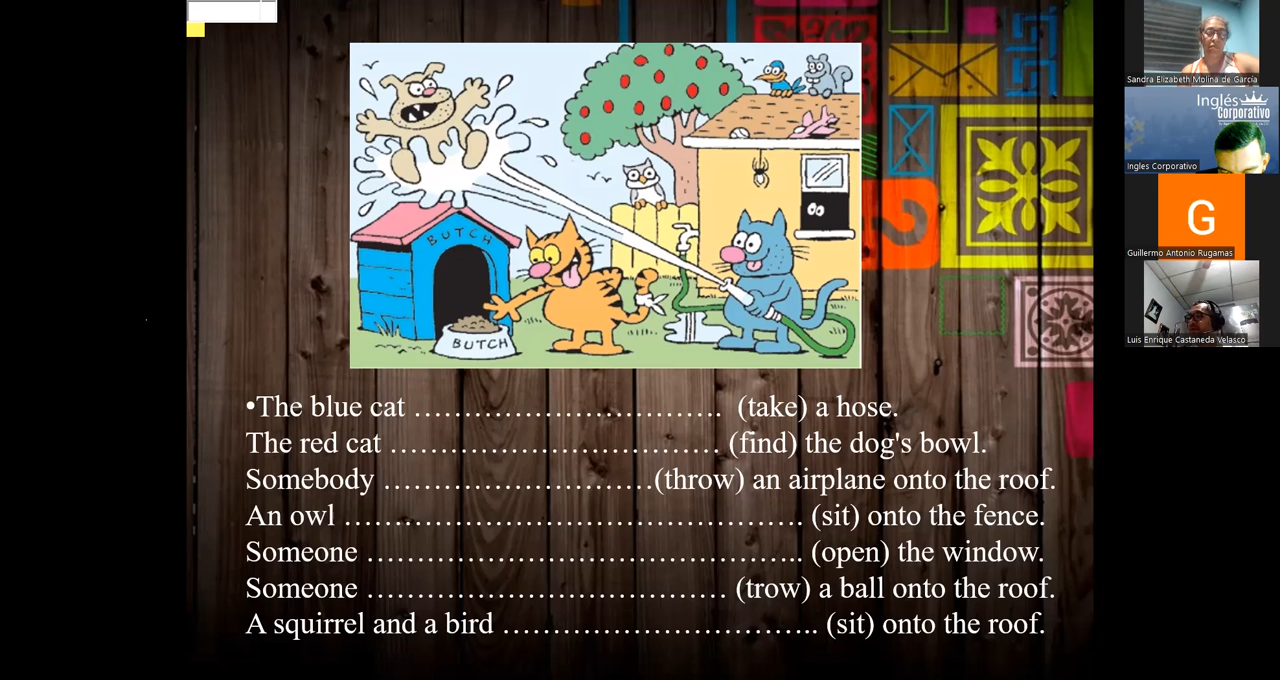 BUTCH
BUTCH
•The blue cat ……………………………. (take) a hose.
The red cat ……………………………… (find) the dog's bowl.
Somebody ………………………(throw) an airplane onto the roof.
An owl ………………………………………….. (sit) onto the fence.
Someone ……………………………………….. (open) the window.
Someone ……………………………… (trow) a ball onto the roof.
A squirrel and a bird …………………………….. (sit) onto the roof.
Sandra Elizabeth Molina de García
Inglés
Corporativo
Ingles Corporativo
G
Guillermo Antonio Rugamas
Luis Enrique Castaneda Velasco